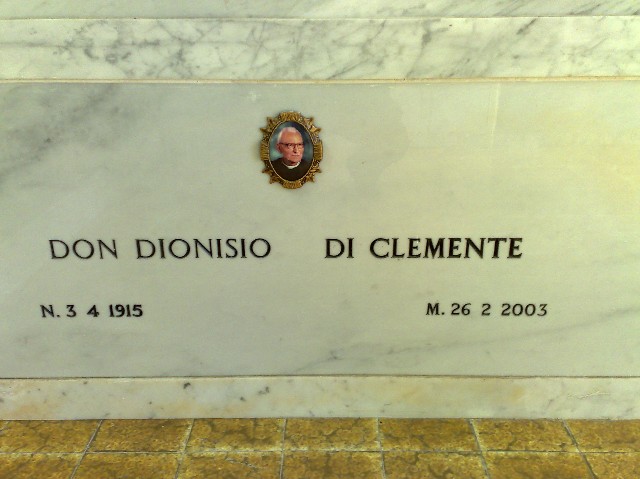 DON DIONISIO DI CLEMENTE
N. 3 4 1915 M. 26 2 2003